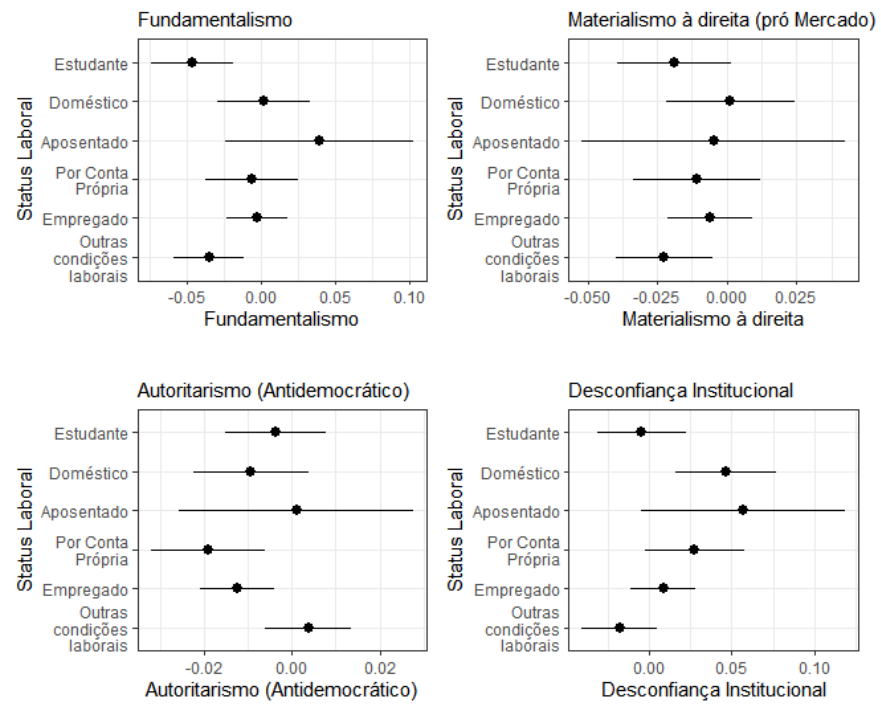 Fundamentalismo
Status Laboral
Estudante
Doméstico
Aposentado
Por Conta
Própria
Empregado
Outras
condições
laborais
-0.05 0.00 0.05 0.10
Fundamentalismo
Materialismo à direita (pró Mercado)
Status Laboral
Estudante
Doméstico
Aposentado
Por Conta
Própria
Empregado
Outras
condições
laborais
-0.050 -0.025 0.000 0.025
Materialismo à direita
Autoritarismo (Antidemocrático)
Status Laboral
Estudante
Doméstico
Aposentado
Por Conta
Própria
Empregado
Outras
condições
laborais
-0.02 0.00 0.02
Autoritarismo (Antidemocrático)
Desconfiança Institucional
Status Laboral
Estudante
Doméstico
Aposentado
Por Conta
Própria
Empregado
Outras
condições
laborais
0.00 0.05 0.10
Desconfiança Institucional